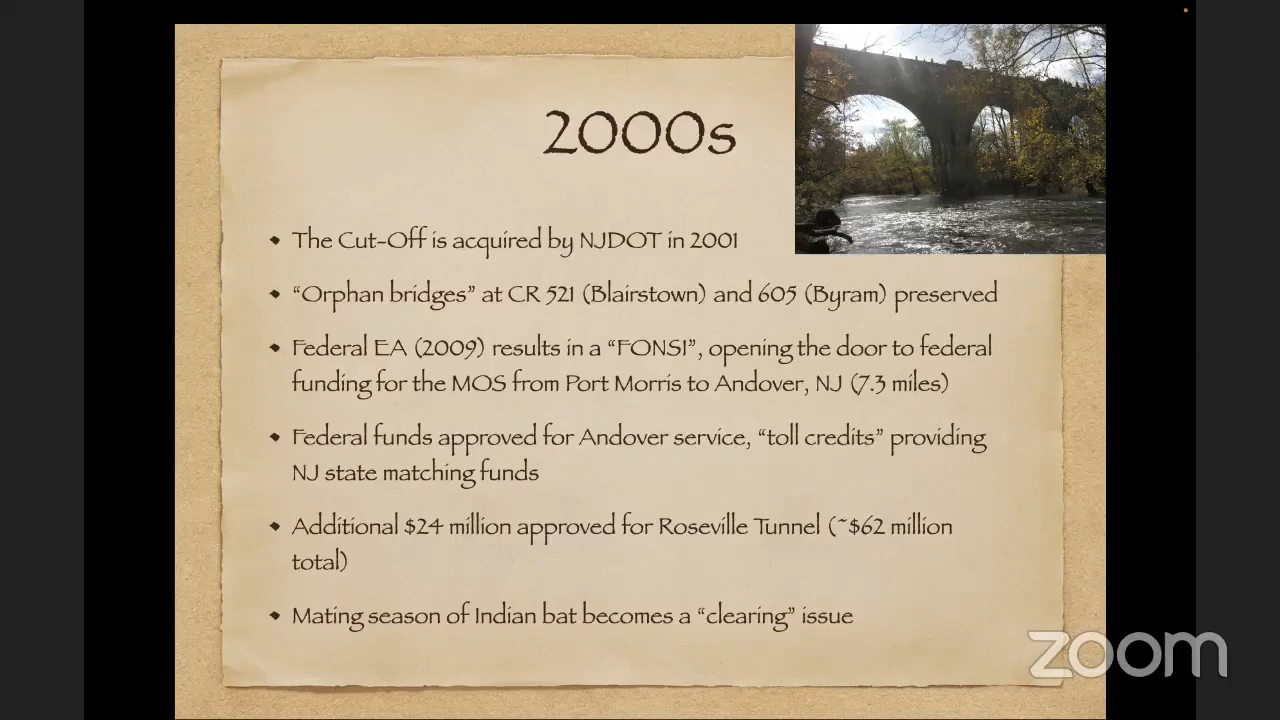 2000s
The Cut-Off is acquired by NJDOT in 2001
“Orphan bridges” at CR 521 (Blairstown) and 605 (Byram) preserved
Federal EA (2009) results in a “FONSI”, opening the door to federal
funding for the MOS from Port Morris to Andover, NJ (7.3 miles)
Federal funds approved for Andover service, “toll credits” providing
NJ state matching funds
Additional $24 million approved for Roseville Tunnel (~$62 million
total)
Mating season of Indian bat becomes a “clearing” issue
zoom